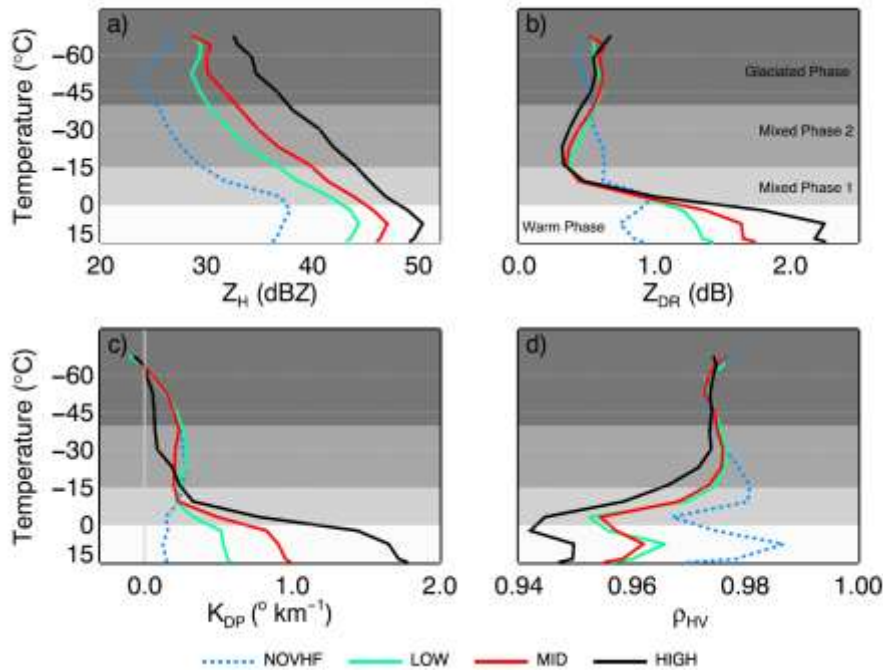 a)
b)
Temperature (°C)
−60
−45
−30
−15
0
15
Glaciated Phase
Mixed Phase 2
Mixed Phase 1
Warm Phase
20 30 40 50
0.0 1.0 2.0
Z_H (dBZ)
Z_DR (dB)
c)
d)
Temperature (°C)
−60
−45
−30
−15
0
15
0.0 1.0 2.0
0.94 0.96 0.98 1.00
K_DP (° km⁻¹)
ρ_HV
NOVHF LOW MID HIGH